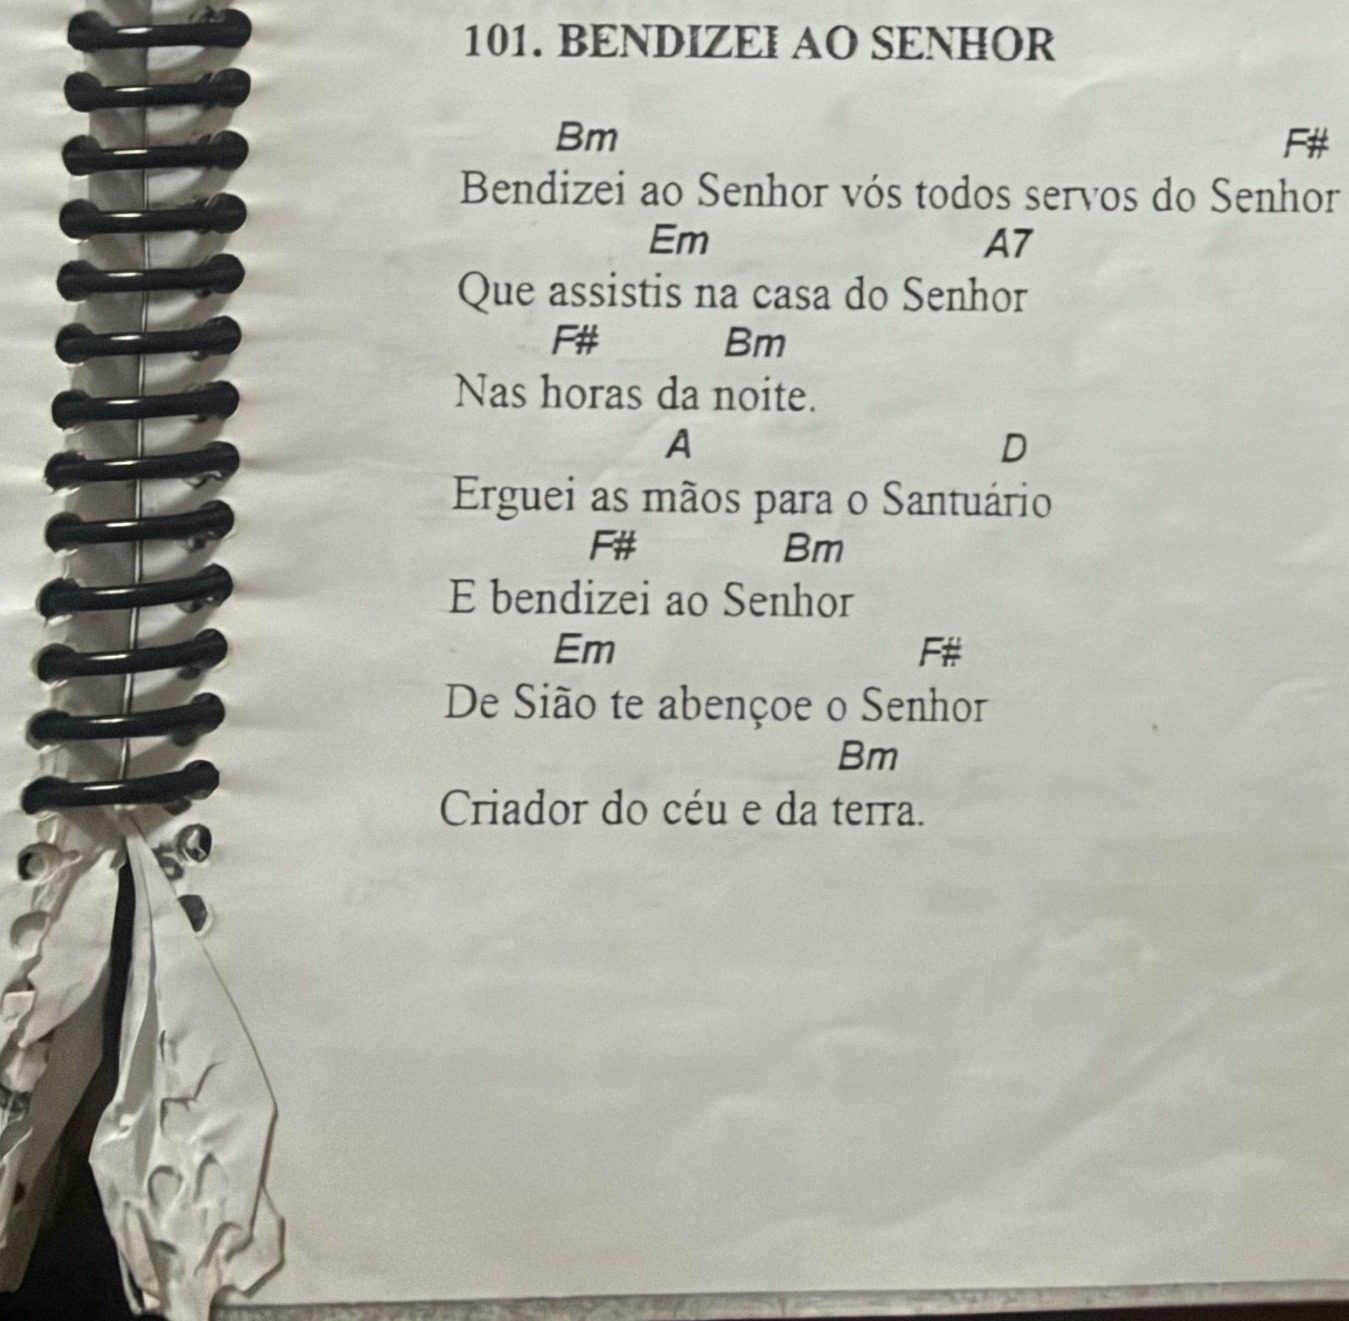 101. BENDIZEI AO SENHOR
Bm F#
Bendizei ao Senhor vós todos servos do Senhor
Em A7
Que assistis na casa do Senhor
F# Bm
Nas horas da noite.
A D
Erguei as mãos para o Santuário
F# Bm
E bendizei ao Senhor
Em F#
De Sião te abençoe o Senhor
Bm
Criador do céu e da terra.